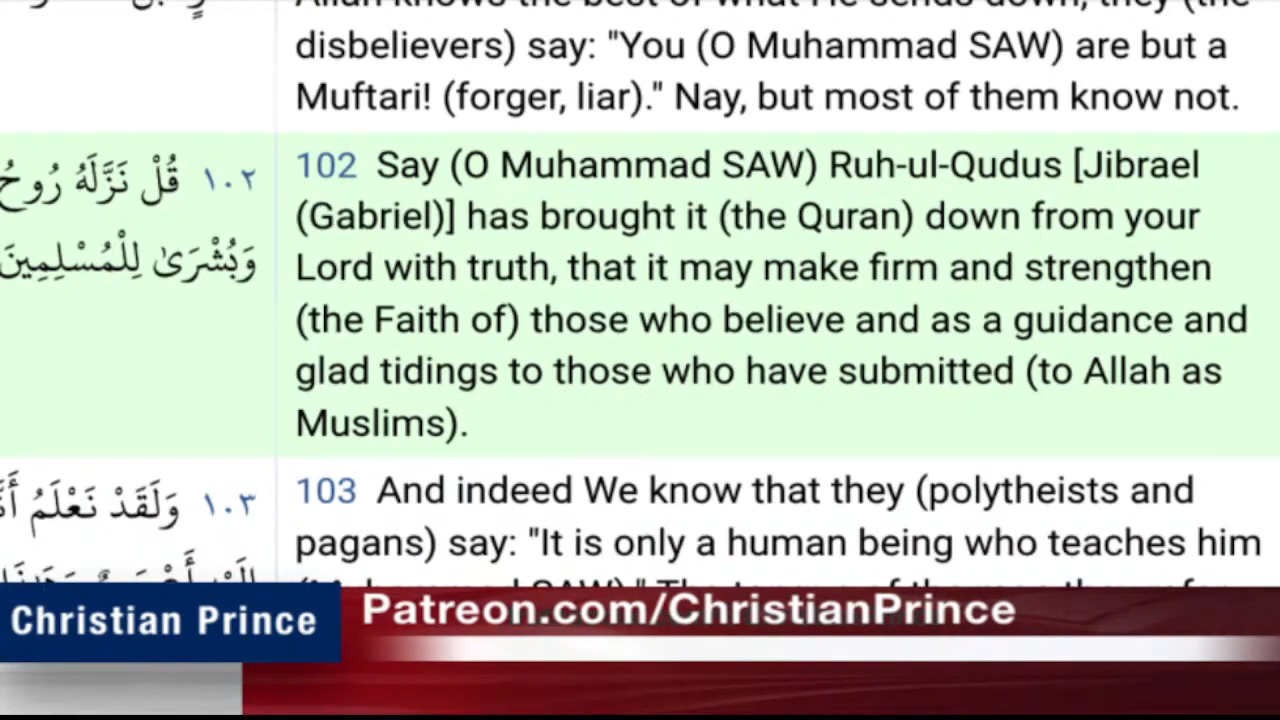 disbelievers) say: "You (O Muhammad SAW) are but a
Muftari! (forger, liar)." Nay, but most of them know not.
١٠٢ قُلْ نَزَّلَهُ رُوحُ
وَبُشْرَىٰ لِلْمُسْلِمِينَ
102 Say (O Muhammad SAW) Ruh-ul-Qudus [Jibrael
(Gabriel)] has brought it (the Quran) down from your
Lord with truth, that it may make firm and strengthen
(the Faith of) those who believe and as a guidance and
glad tidings to those who have submitted (to Allah as
Muslims).
١٠٣ وَلَقَدْ نَعْلَمُ
103 And indeed We know that they (polytheists and
pagans) say: "It is only a human being who teaches him
Christian Prince
Patreon.com/ChristianPrince